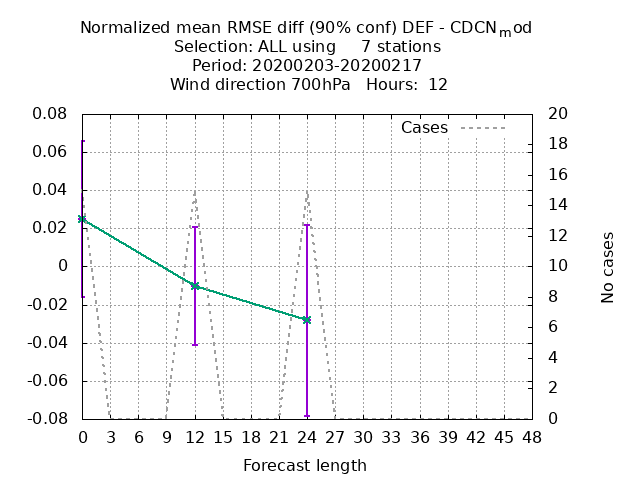 Normalized mean RMSE diff (90% conf) DEF - CDCNmod
Selection: ALL using 7 stations
Period: 20200203-20200217
Wind direction 700hPa Hours: 12
Cases
0.08
0.06
0.04
0.02
0
-0.02
-0.04
-0.06
-0.08
20
18
16
14
12
10
8
6
4
2
0
No cases
0 3 6 9 12 15 18 21 24 27 30 33 36 39 42 45 48
Forecast length